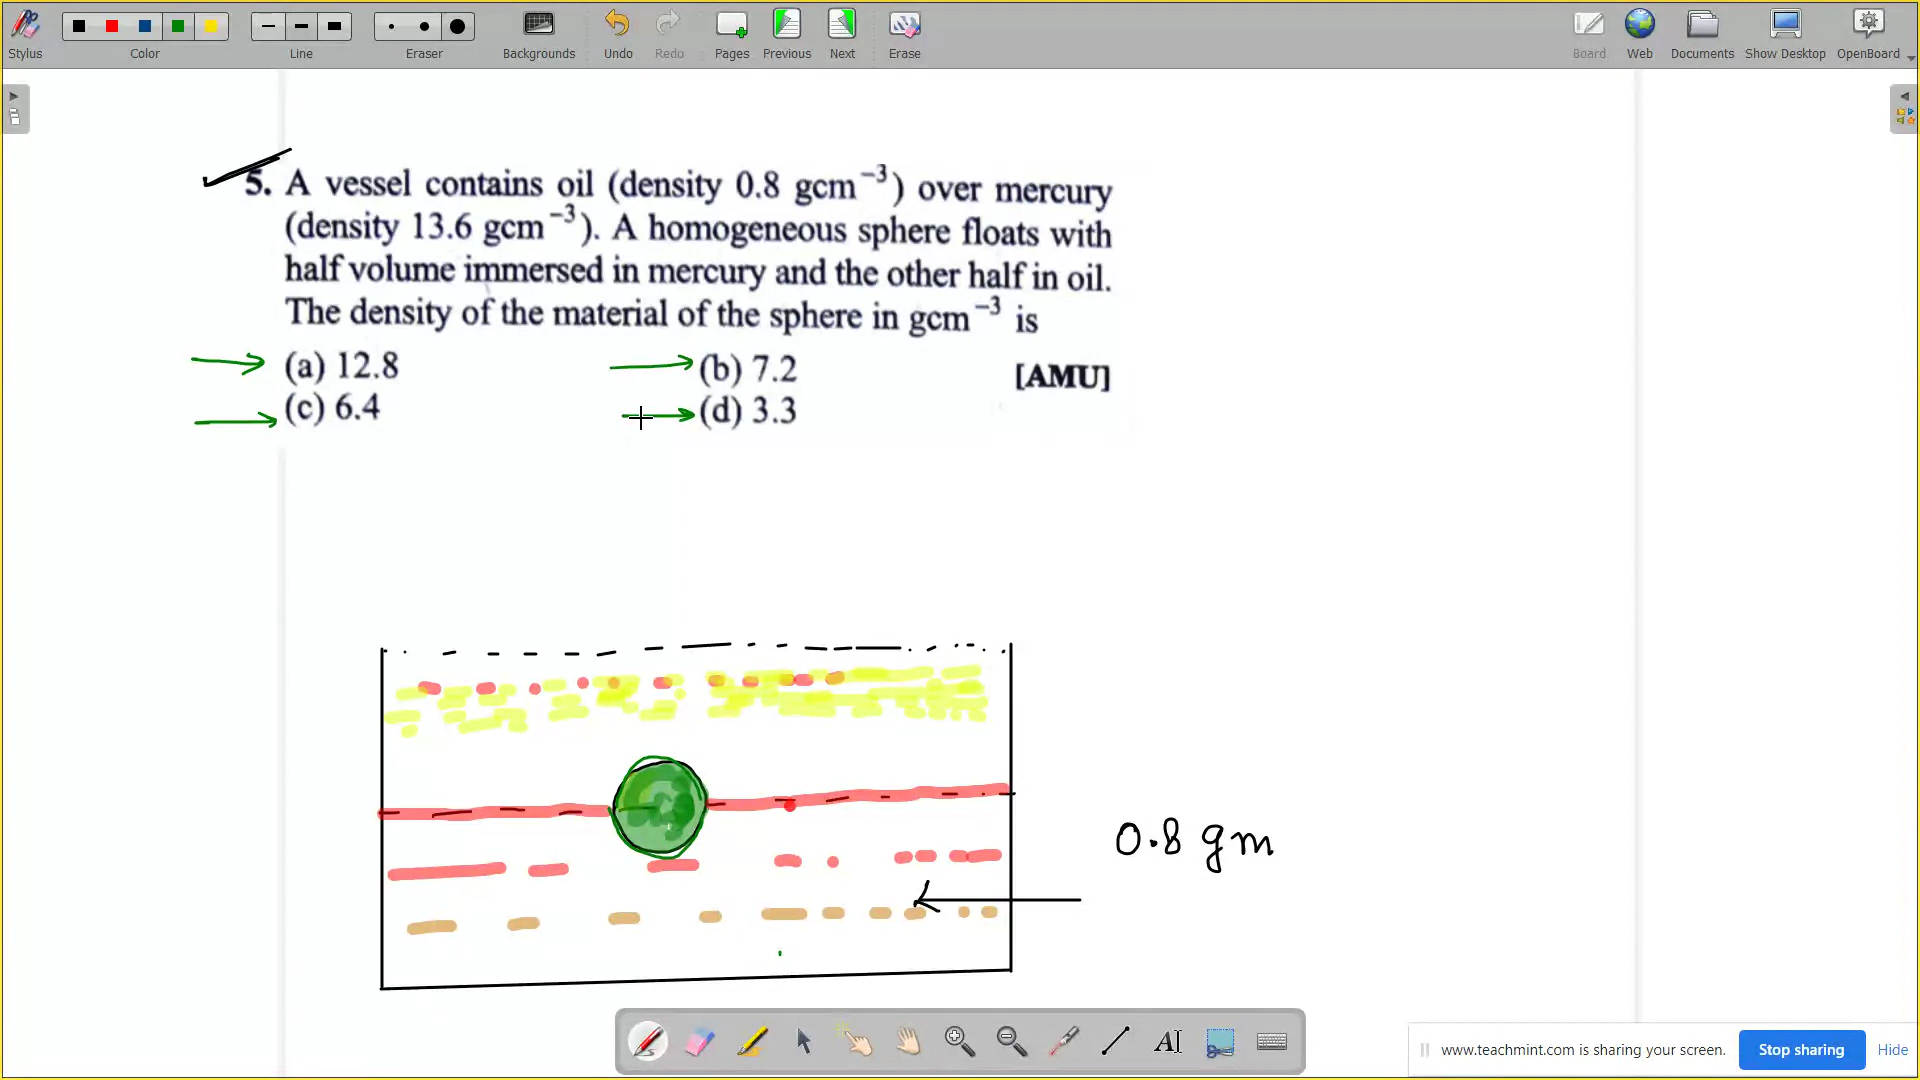 Stylus
Color
Line
Eraser
Backgrounds
Undo
Redo
Pages
Previous
Next
Erase
Board
Web
Documents
Show Desktop
OpenBoard
5. A vessel contains oil (density 0.8 gcm⁻³) over mercury
(density 13.6 gcm⁻³). A homogeneous sphere floats with
half volume immersed in mercury and the other half in oil.
The density of the material of the sphere in gcm⁻³ is
(a) 12.8 (b) 7.2 [AMU]
(c) 6.4 (d) 3.3
0.8 gm
www.teachmint.com is sharing your screen.
Stop sharing
Hide